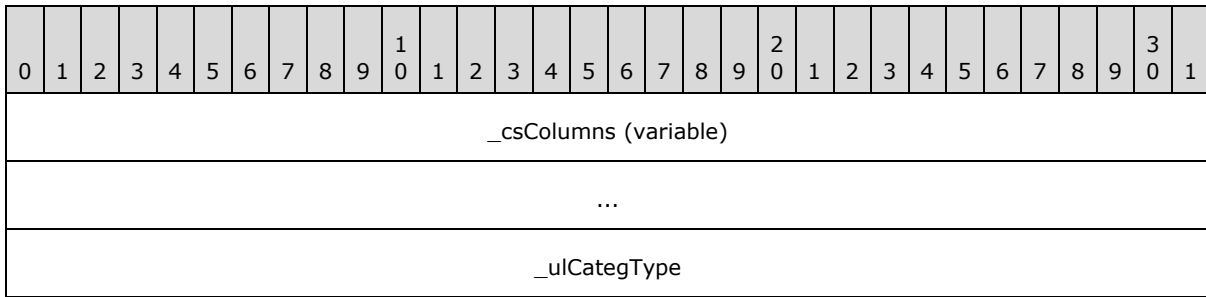 1 2 3
0 1 2 3 4 5 6 7 8 9 0 1 2 3 4 5 6 7 8 9 0 1 2 3 4 5 6 7 8 9 0 1
_csColumns (variable)
...
_ulCategType